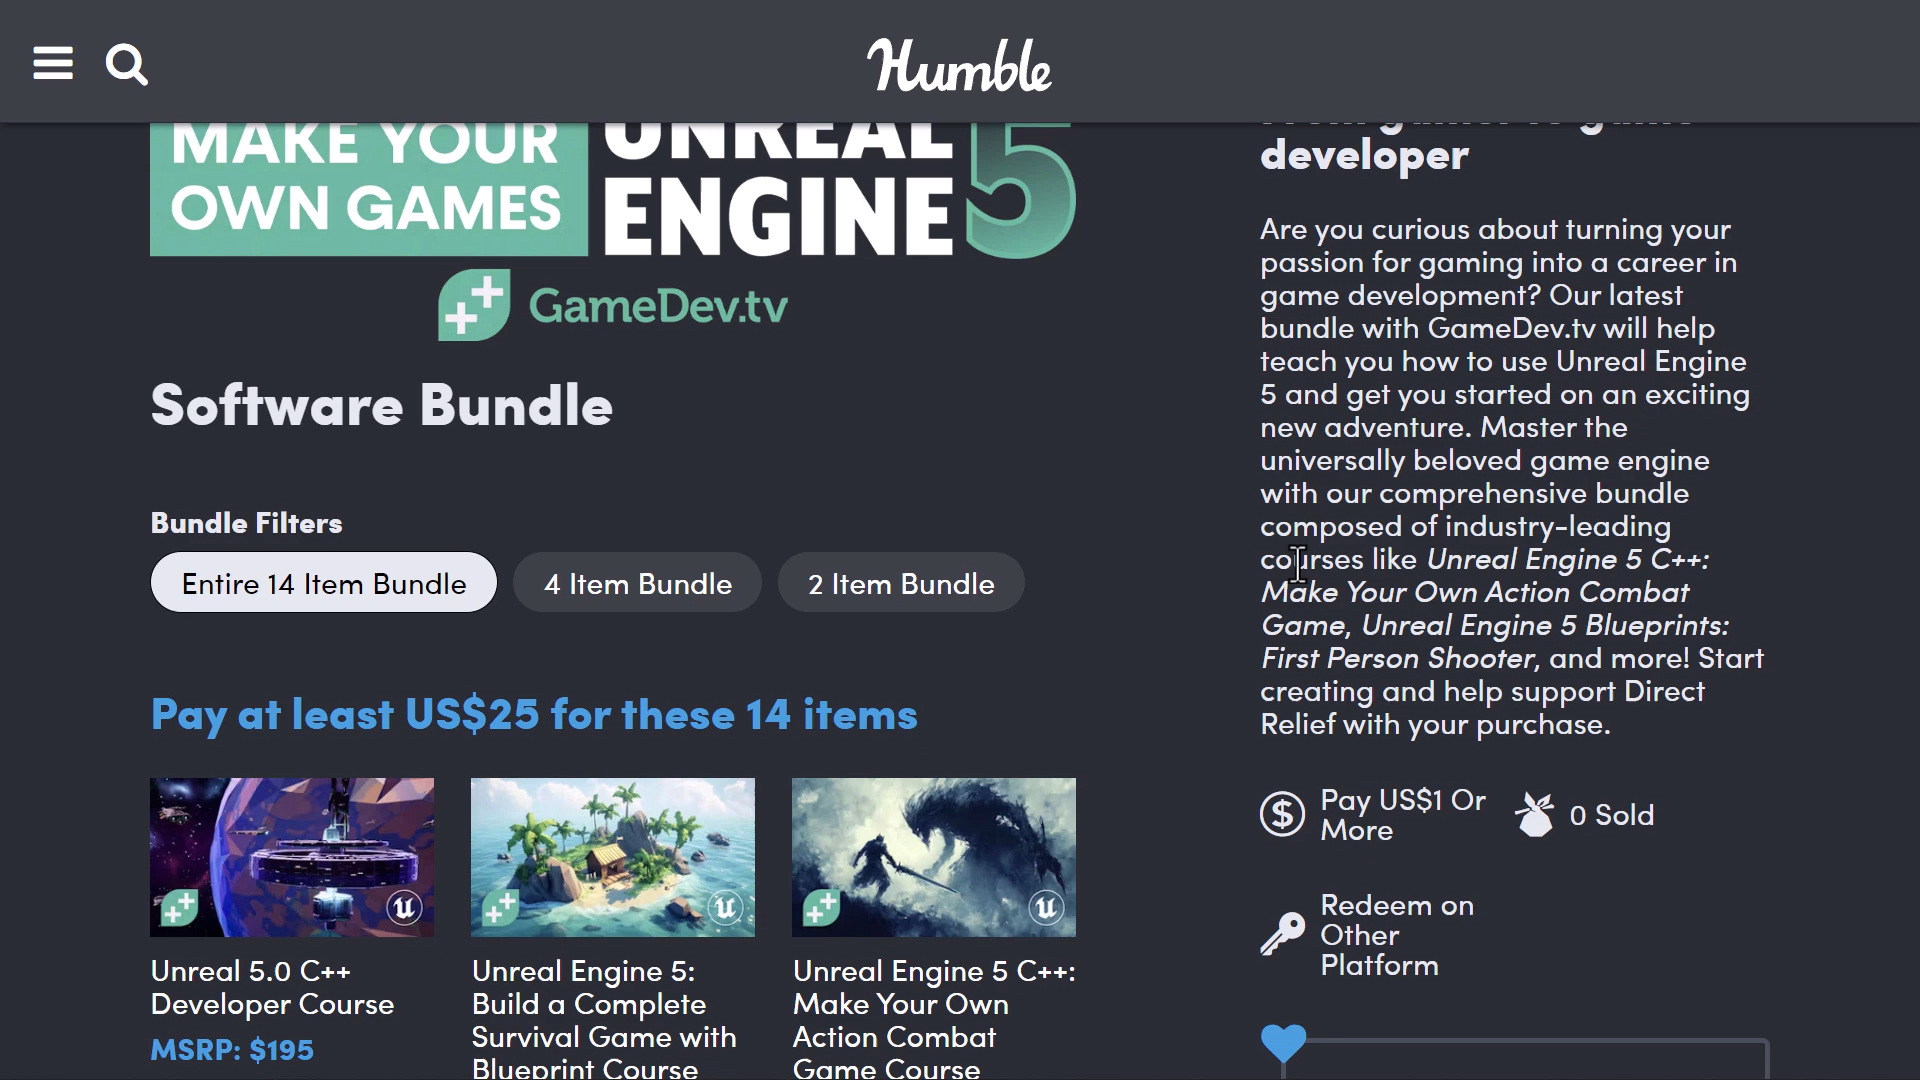 Humble
MAKE YOUR
OWN GAMES
UNREAL
ENGINE
5
GameDev.tv
Software Bundle
Bundle Filters
Entire 14 Item Bundle
4 Item Bundle
2 Item Bundle
Pay at least US$25 for these 14 items
Unreal 5.0 C++
Developer Course
MSRP: $195
Unreal Engine 5:
Build a Complete
Survival Game with
Blueprint Course
Unreal Engine 5 C++:
Make Your Own
Action Combat
Game Course
From gamer to game
developer
Are you curious about turning your
passion for gaming into a career in
game development? Our latest
bundle with GameDev.tv will help
teach you how to use Unreal Engine
5 and get you started on an exciting
new adventure. Master the
universally beloved game engine
with our comprehensive bundle
composed of industry-leading
courses like Unreal Engine 5 C++:
Make Your Own Action Combat
Game, Unreal Engine 5 Blueprints:
First Person Shooter, and more! Start
creating and help support Direct
Relief with your purchase.
Pay US$1 Or
More
0 Sold
Redeem on
Other
Platform